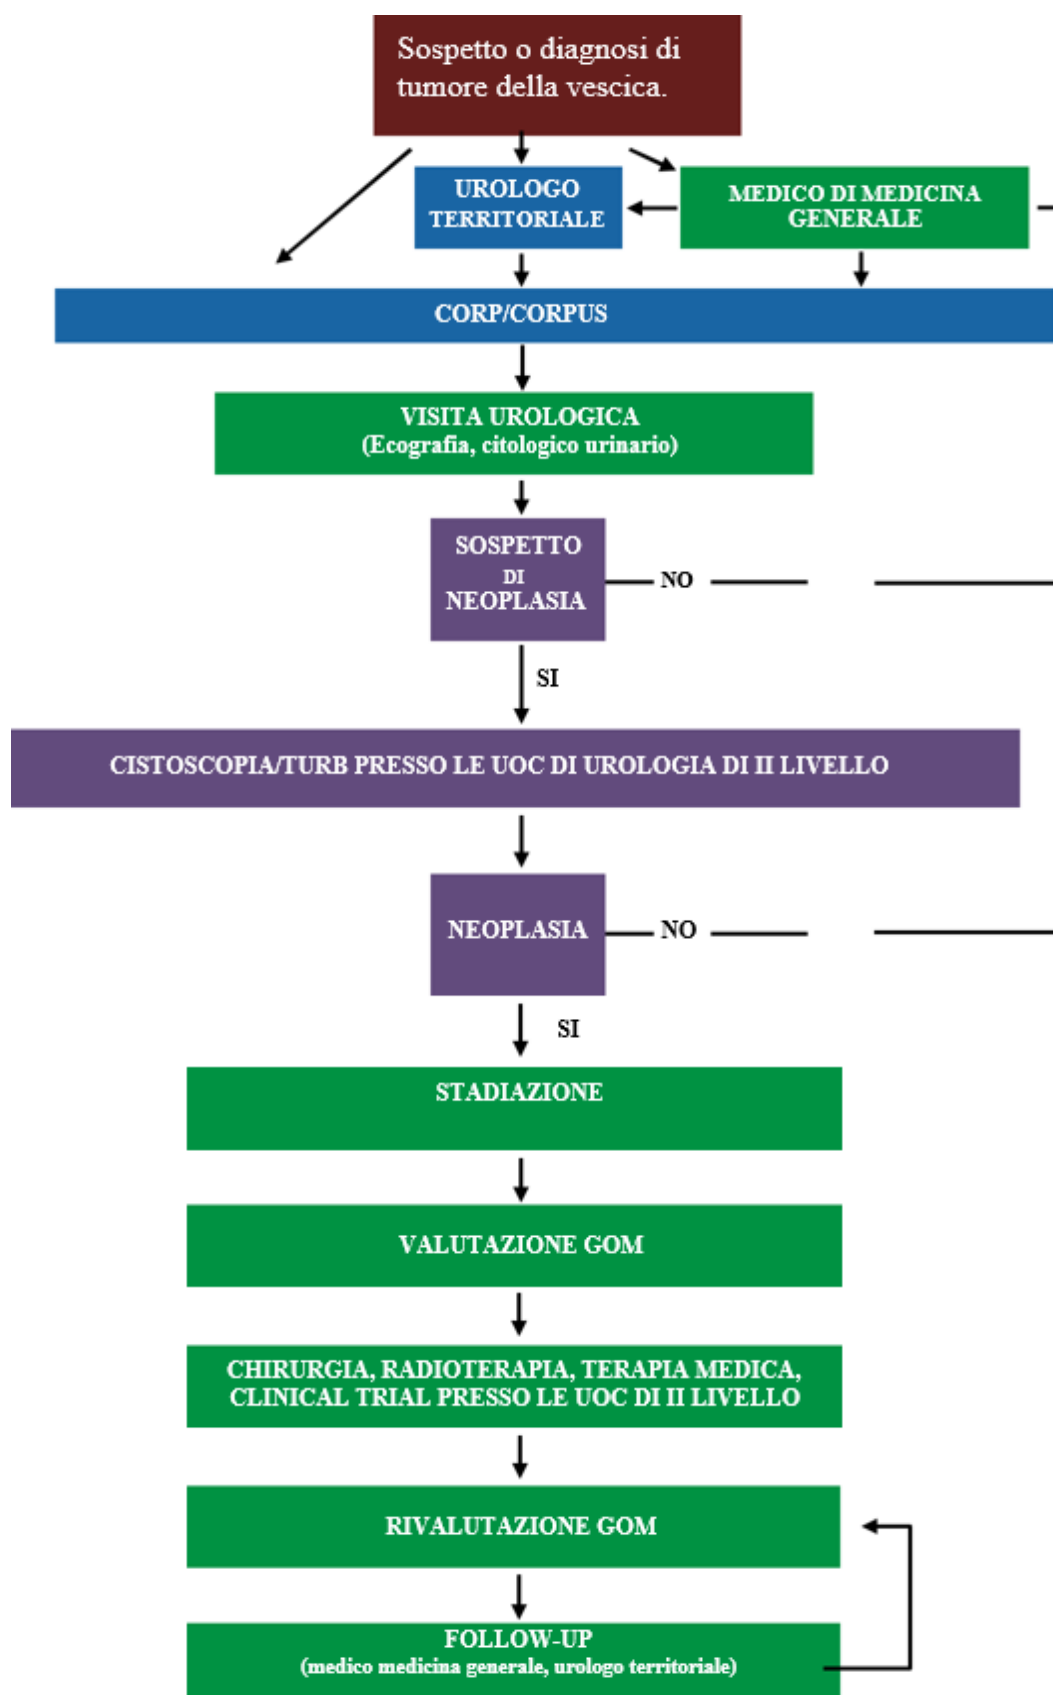 Sospetto o diagnosi di
tumore della vescica.
UROLOGO
TERRITORIALE
MEDICO DI MEDICINA
GENERALE
CORP/CORPUS
VISITA UROLOGICA
(Ecografia, citologico urinario)
SOSPETTO
DI
NEOPLASIA
NO
SI
CISTOSCOPIA/TURB PRESSO LE UOC DI UROLOGIA DI II LIVELLO
NEOPLASIA
NO
SI
STADIAZIONE
VALUTAZIONE GOM
CHIRURGIA, RADIOTERAPIA, TERAPIA MEDICA,
CLINICAL TRIAL PRESSO LE UOC DI II LIVELLO
RIVALUTAZIONE GOM
FOLLOW-UP
(medico medicina generale, urologo territoriale)